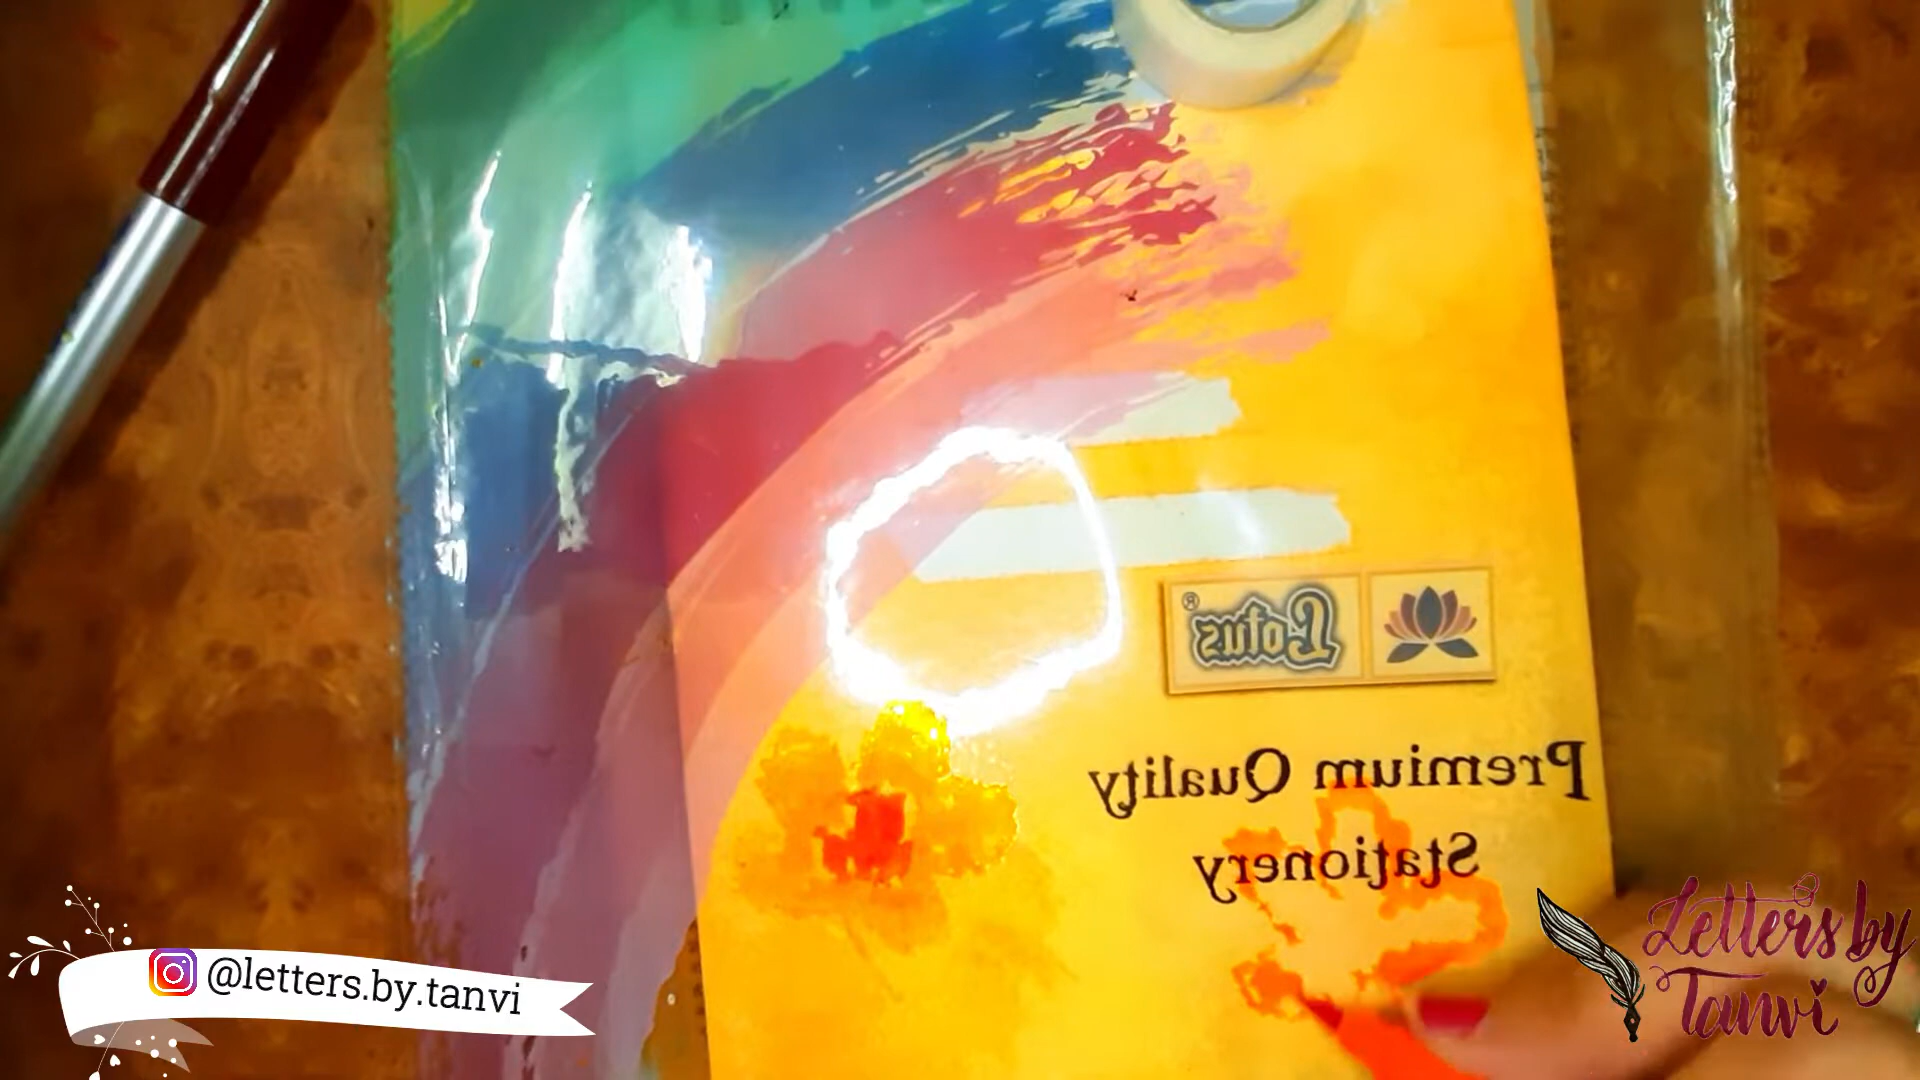 Lotus®
Premium Quality
Stationery
@letters.by.tanvi
Letters by
Tanvi